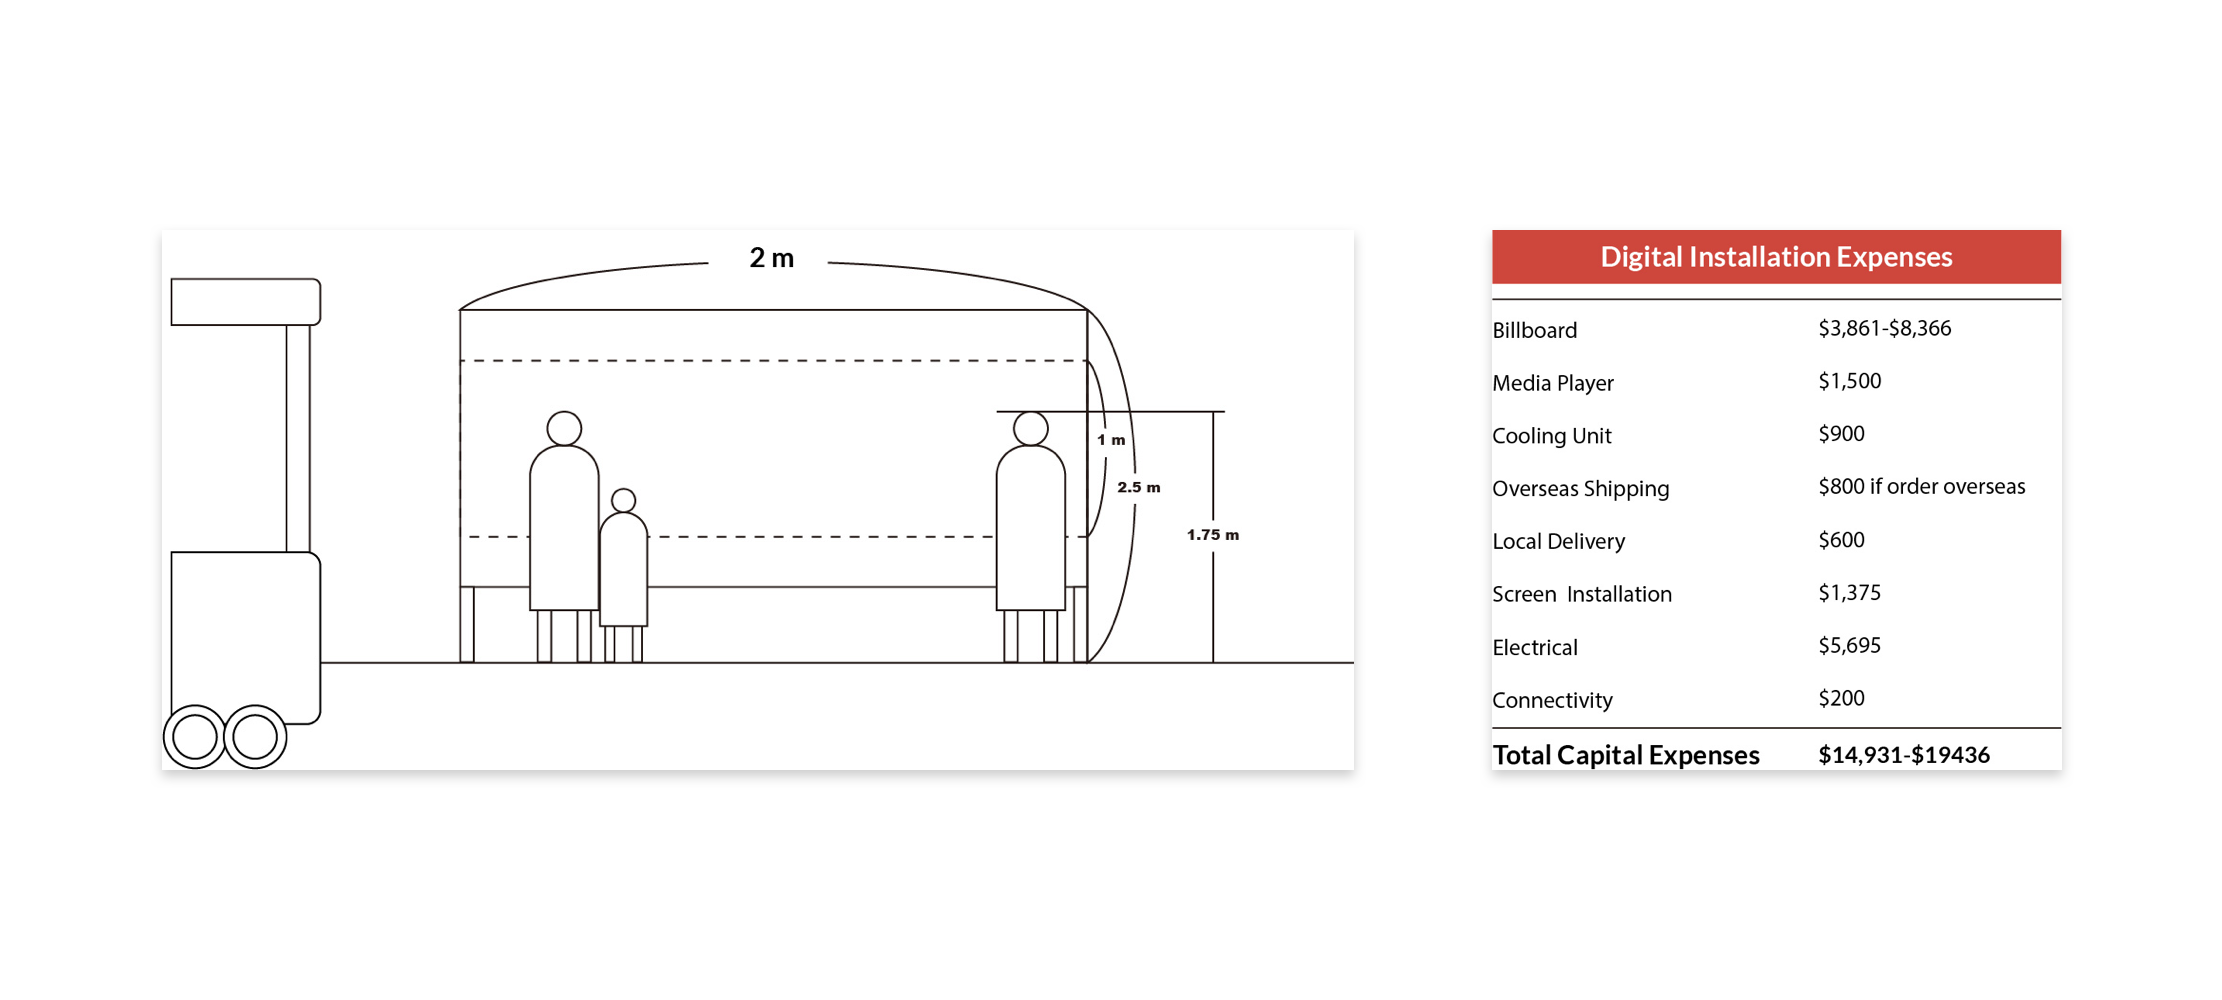 2 m
1 m
2.5 m
1.75 m
Digital Installation Expenses
Billboard $3,861-$8,366
Media Player $1,500
Cooling Unit $900
Overseas Shipping $800 if order overseas
Local Delivery $600
Screen  Installation $1,375
Electrical $5,695
Connectivity $200
Total Capital Expenses $14,931-$19436